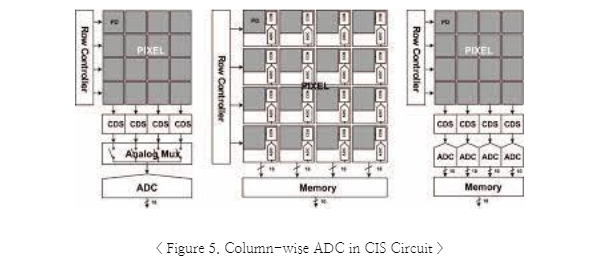 Row Controller
PD
PIXEL
CDS CDS CDS CDS
Analog Mux
ADC
10
Row Controller
PD
PIXEL
10 10 10 10
Memory
Row Controller
PD
PIXEL
CDS CDS CDS CDS
ADC ADC ADC ADC
10 10 10 10
Memory
10
< Figure 5. Column-wise ADC in CIS Circuit >